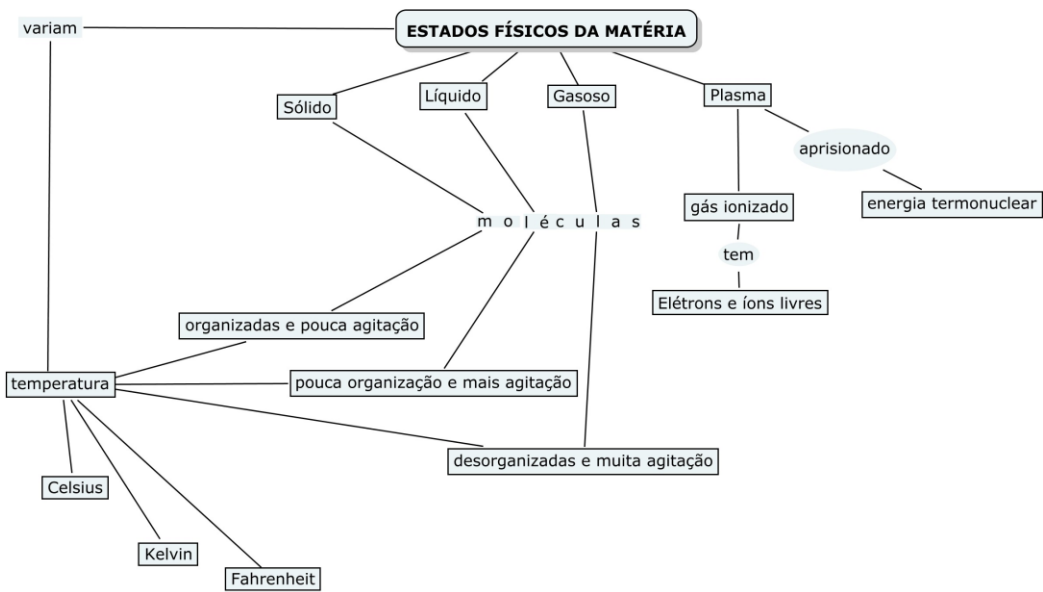 variam
ESTADOS FÍSICOS DA MATÉRIA
Sólido
Líquido
Gasoso
Plasma
aprisionado
gás ionizado
energia termonuclear
moléculas
tem
Elétrons e íons livres
organizadas e pouca agitação
temperatura
pouca organização e mais agitação
desorganizadas e muita agitação
Celsius
Kelvin
Fahrenheit